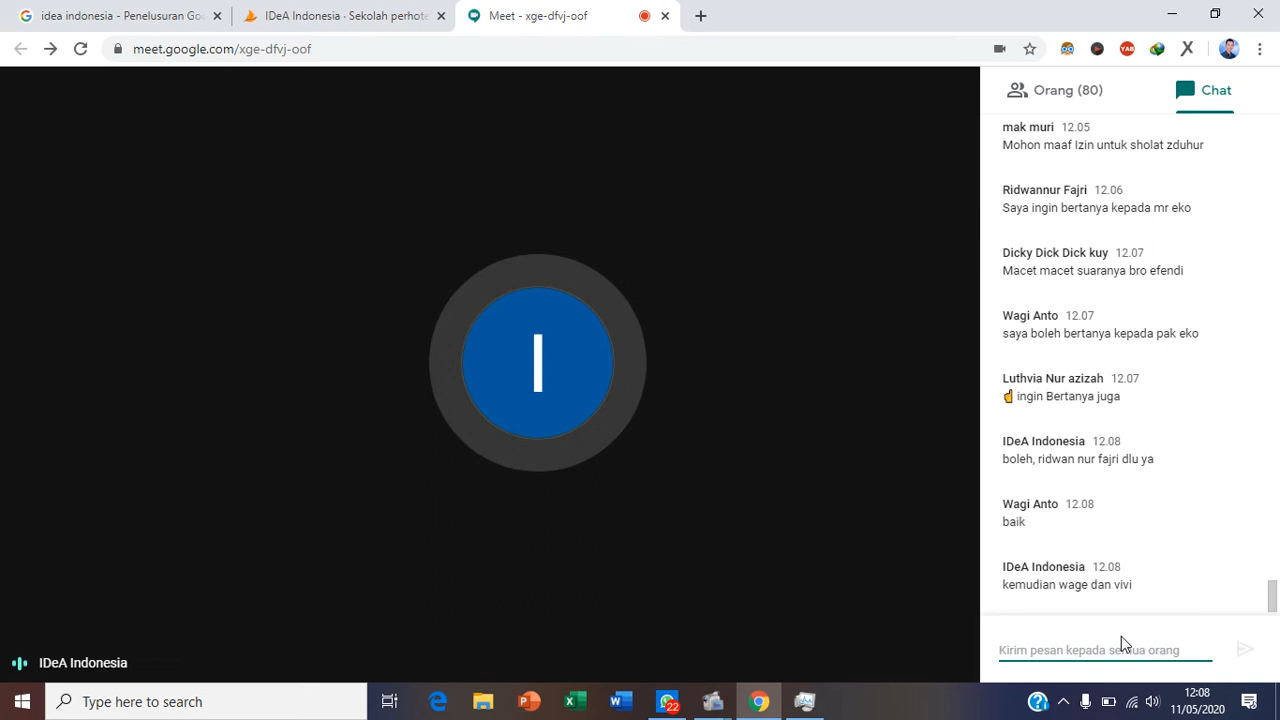 idea indonesia - Penelusuran Goo
IDeA Indonesia · Sekolah perhote
Meet - xge-dfvj-oof
meet.google.com/xge-dfvj-oof
YAB
Orang (80)
Chat
mak muri 12.05
Mohon maaf Izin untuk sholat zduhur
Ridwannur Fajri 12.06
Saya ingin bertanya kepada mr eko
Dicky Dick Dick kuy 12.07
Macet macet suaranya bro efendi
Wagi Anto 12.07
saya boleh bertanya kepada pak eko
Luthvia Nur azizah 12.07
☝ingin Bertanya juga
IDeA Indonesia 12.08
boleh, ridwan nur fajri dlu ya
Wagi Anto 12.08
baik
IDeA Indonesia 12.08
kemudian wage dan vivi
Kirim pesan kepada semua orang
I
IDeA Indonesia
Type here to search
22
12:08
11/05/2020